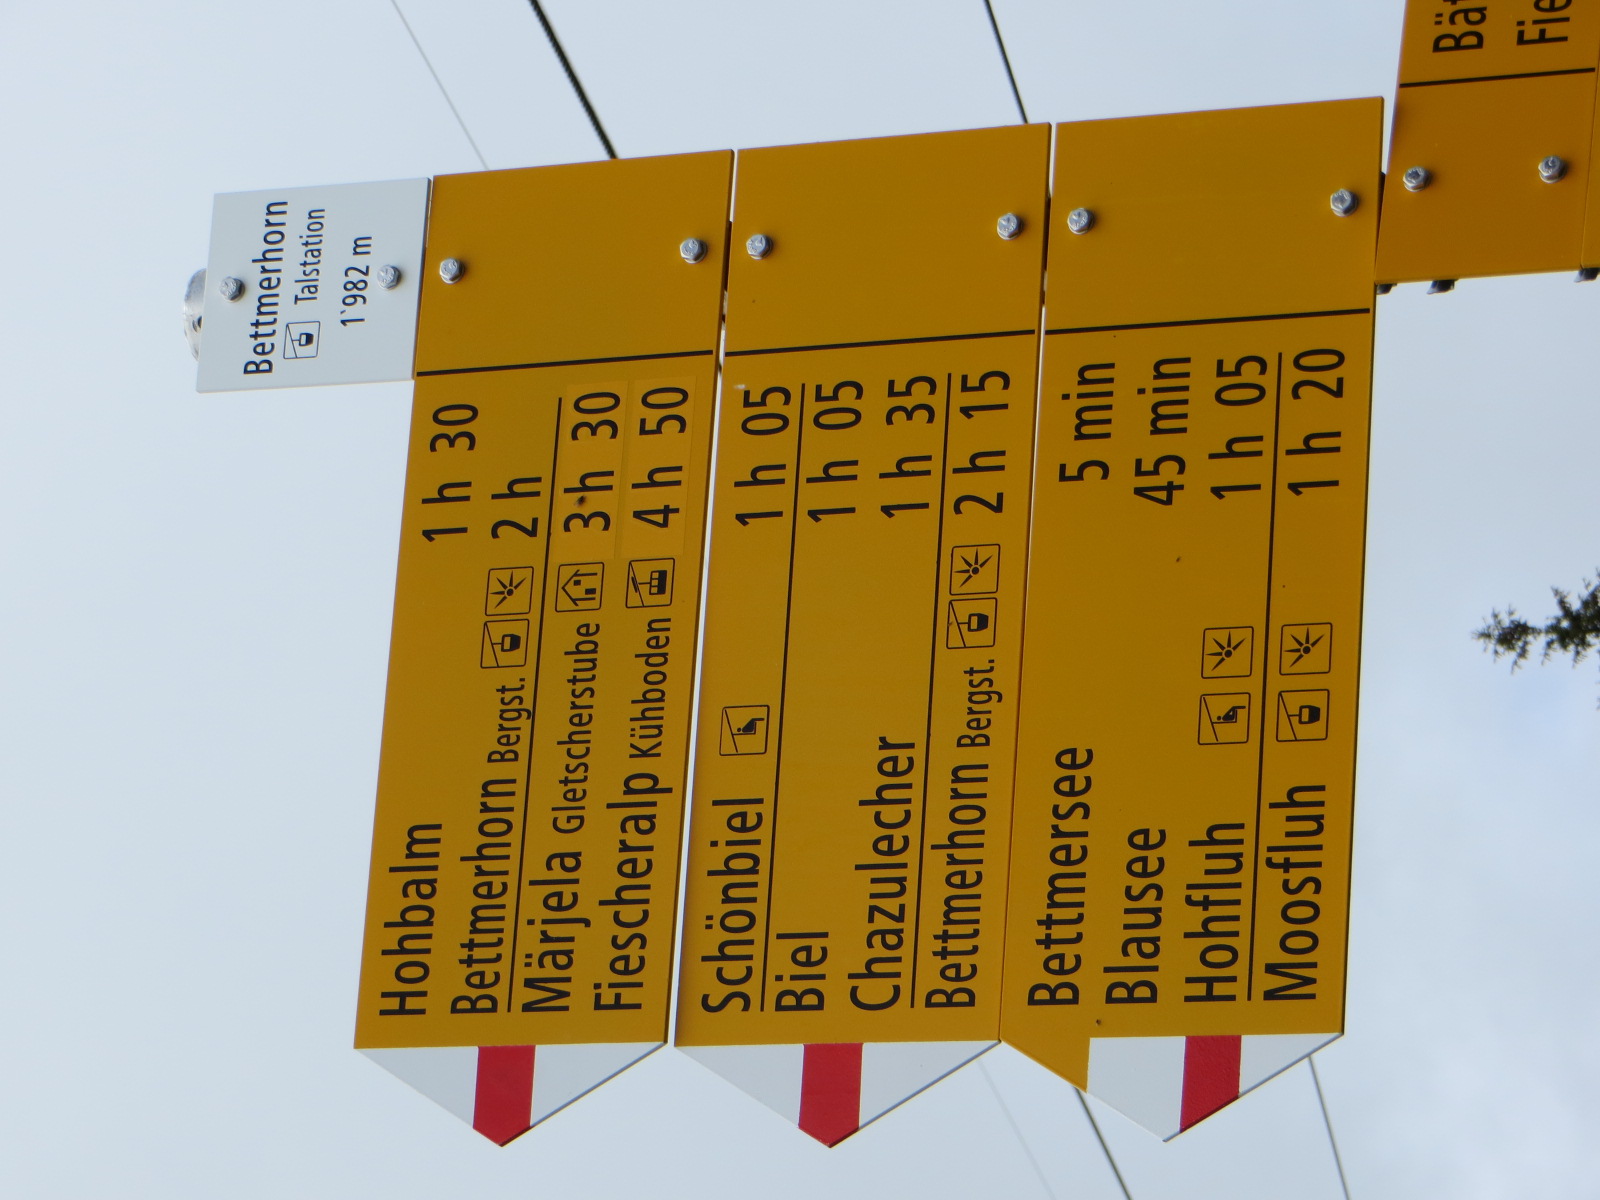 Bettmerhorn
Talstation
1`982 m
Hohbalm 1 h 30
Bettmerhorn Bergst. 2 h
Märjela Gletscherstube 3 h 30
Fiescheralp Kühboden 4 h 50
Schönbiel 1 h 05
Biel 1 h 05
Chazulecher 1 h 35
Bettmerhorn Bergst. 2 h 15
Bettmersee 5 min
Blausee 45 min
Hohfluh 1 h 05
Moosfluh 1 h 20